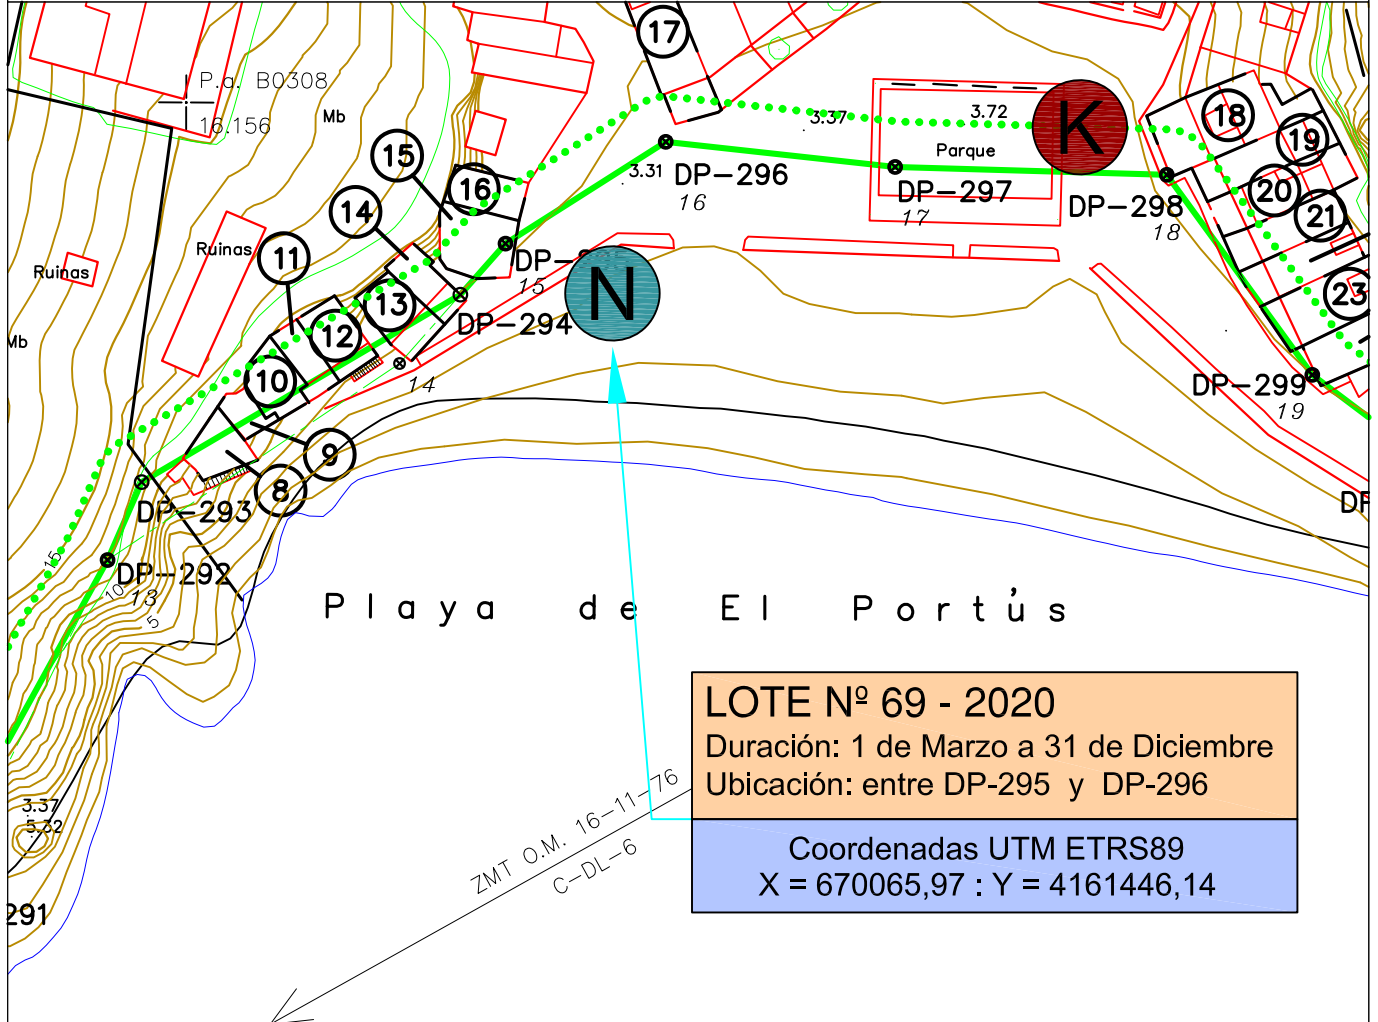 17
P.a. B0308
16.156
Mb
3.37
3.72
K
18
19
15
16
Parque
3.31
DP-296
16
DP-297
17
DP-298
18
20
21
14
Ruinas
11
Ruinas
DP-
15
N
13
12
DP-294
23
Mb
10
14
DP-299
19
9
8
DP-293
DP
15
DP-292
10
13
5
Playa de El Portús
LOTE Nº 69 - 2020
Duración: 1 de Marzo a 31 de Diciembre
Ubicación: entre DP-295 y DP-296
Coordenadas UTM ETRS89
X = 670065,97 : Y = 4161446,14
ZMT O.M. 16-11-76
C-DL-6
3.37
5.32
291